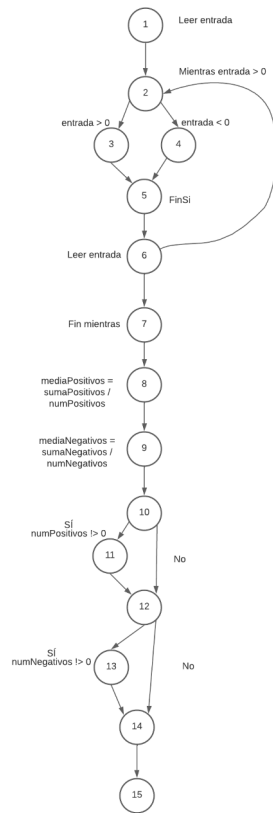 1
Leer entrada
Mientras entrada > 0
2
entrada > 0
entrada < 0
3
4
5
FinSi
Leer entrada
6
Fin mientras
7
mediaPositivos =
sumaPositivos /
numPositivos
8
mediaNegativos =
sumaNegativos /
numNegativos
9
10
SÍ
numPositivos !> 0
11
No
12
SÍ
numNegativos !> 0
13
No
14
15